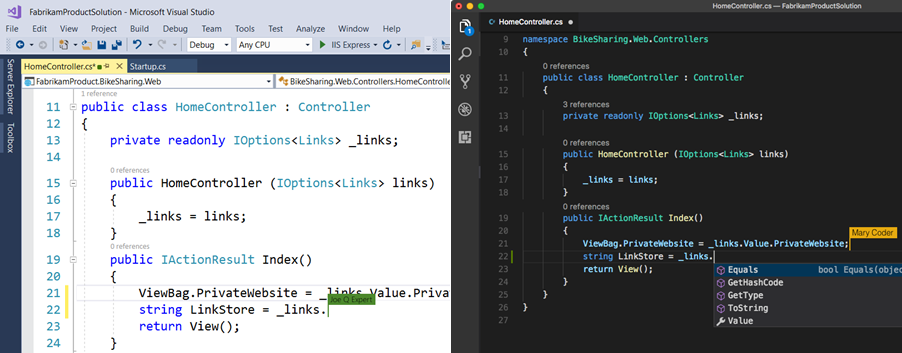 FabrikamProductSolution - Microsoft Visual Studio
File Edit View Project Build Debug Team Tools Test Analyze Window Help
Debug Any CPU IIS Express
Server Explorer
Toolbox
HomeController.cs* Startup.cs
FabrikamProduct.BikeSharing.Web BikeSharing.Web.Controllers.HomeControlle
1 reference
11 public class HomeController : Controller
12 {
13 private readonly IOptions<Links> _links;
14
0 references
15 public HomeController (IOptions<Links> links)
16 {
17 _links = links;
18 }
0 references
19 public IActionResult Index()
20 {
21 ViewBag.PrivateWebsite = _links.Value.Priva
Joe Q Expert
22 string LinkStore = _links.
23 return View();
24 }
HomeController.cs — FabrikamProductSolution
HomeController.cs
1
9 namespace BikeSharing.Web.Controllers
10 {
0 references
11 public class HomeController : Controller
12 {
3 references
13 private readonly IOptions<Links> _links;
14
0 references
15 public HomeController (IOptions<Links> links)
16 {
17 _links = links;
18 }
0 references
19 public IActionResult Index()
20 {
Mary Coder
21 ViewBag.PrivateWebsite = _links.Value.PrivateWebsite;
22 string LinkStore = _links.
23 return View();
24 }
25 }
26 }
27
Equals bool Equals(objec
GetHashCode
GetType
ToString
Value